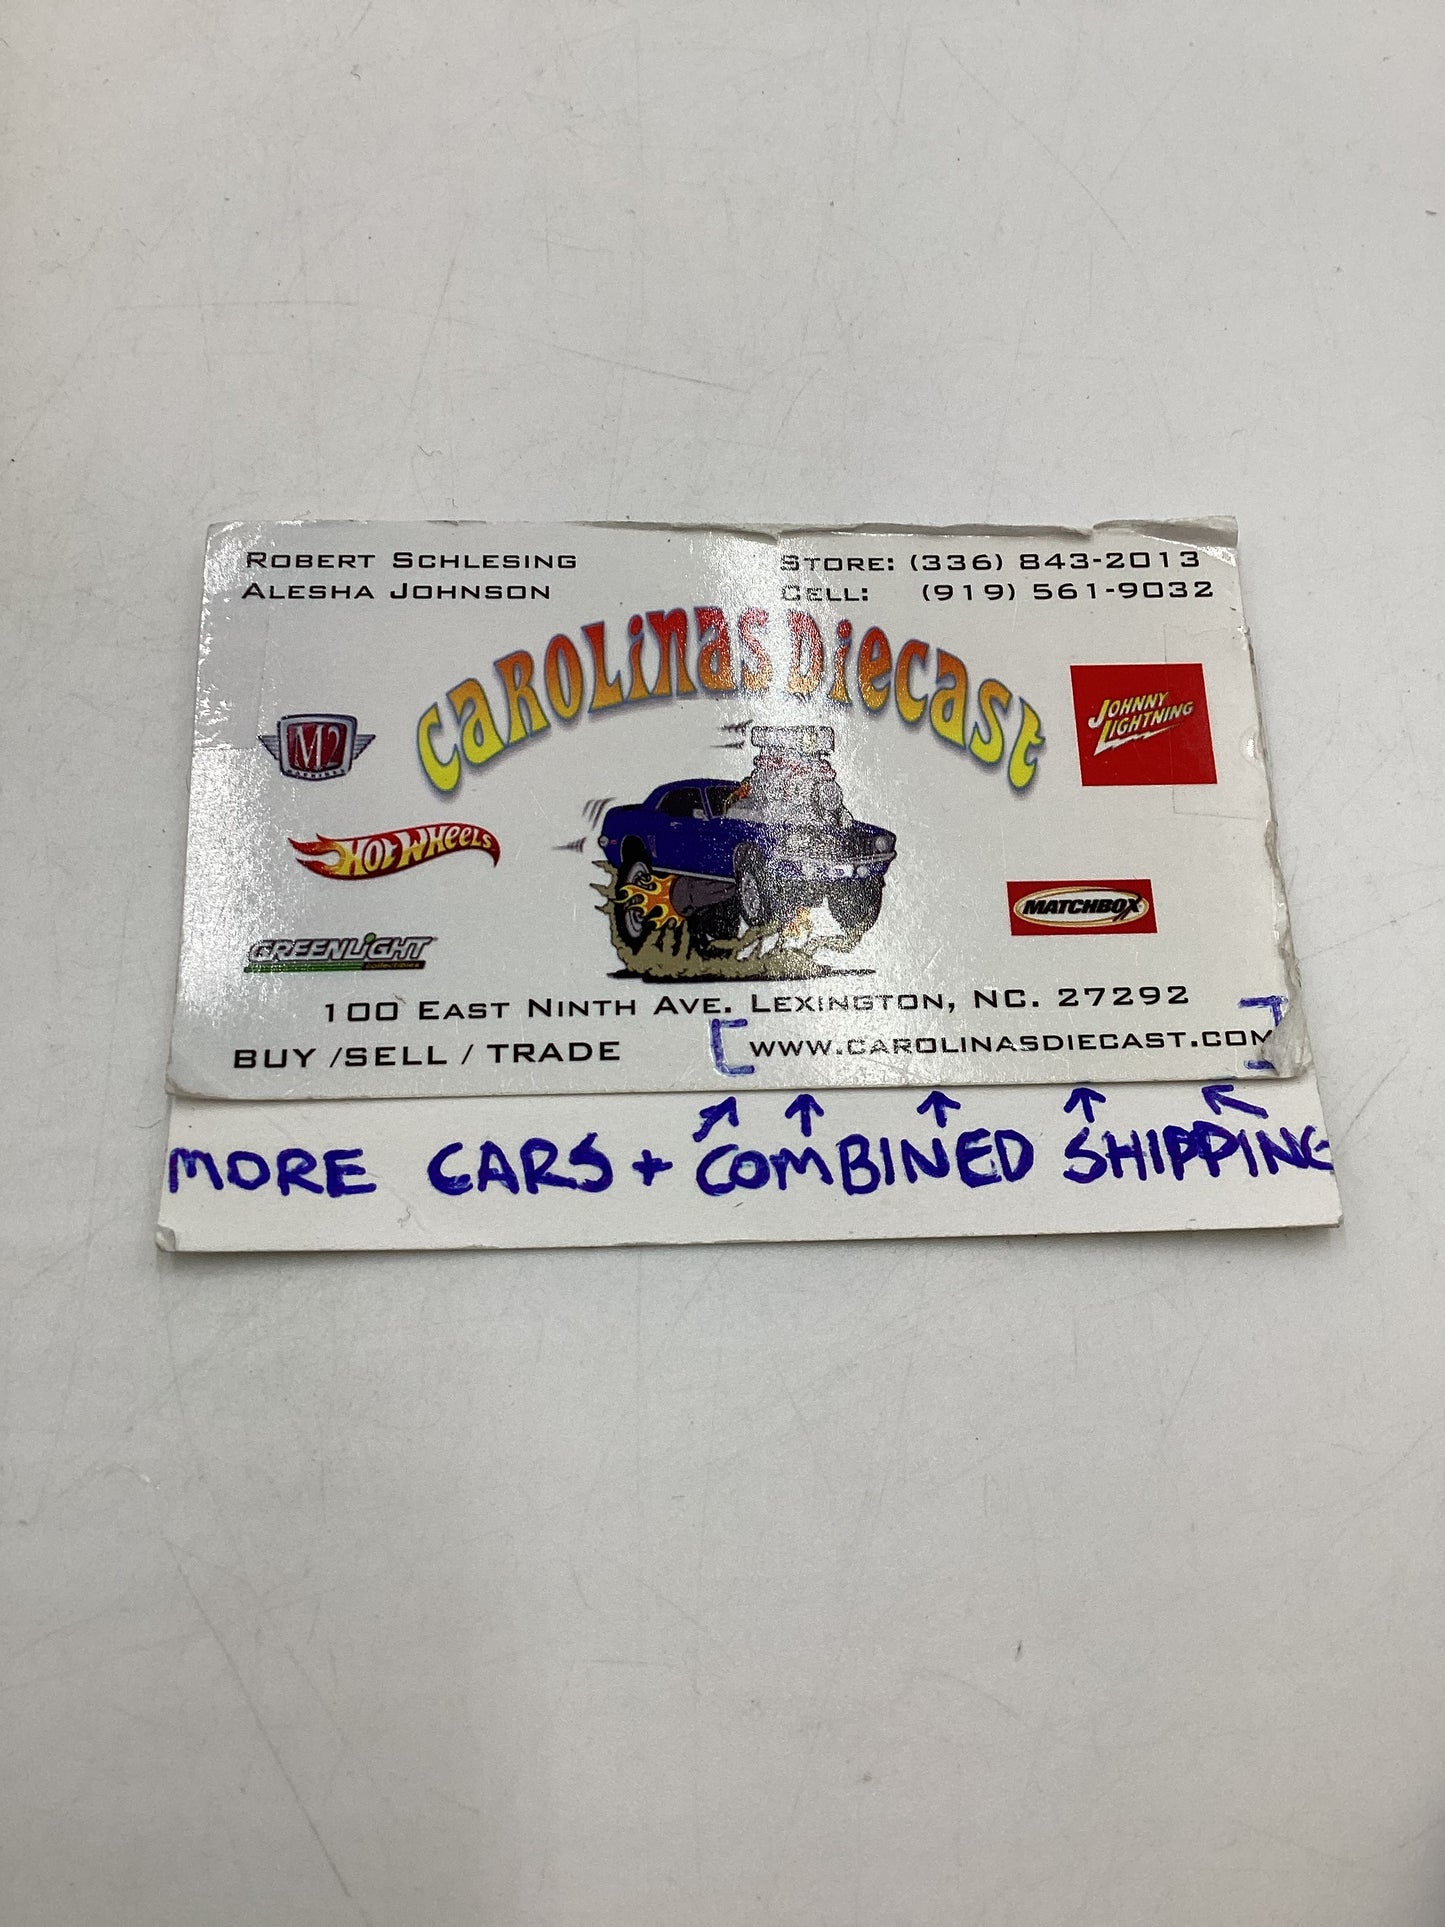 ROBERT SCHLESING
ALESHA JOHNSON
STORE: (336) 843-2013
CELL: (919) 561-9032
CAROLINAS DIECAST
M2
MACHINES
JOHNNY
LIGHTNING
HOT WHEELS
MATCHBOX
GREENLIGHT
COLLECTIBLES
100 EAST NINTH AVE. LEXINGTON, NC. 27292
BUY /SELL / TRADE
WWW.CAROLINASDIECAST.COM
MORE CARS + COMBINED SHIPPING